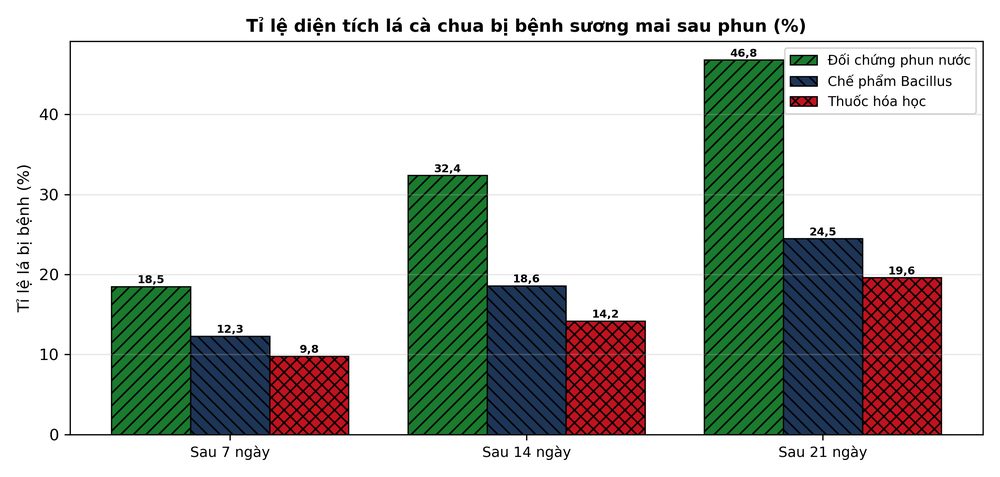 Tỉ lệ diện tích lá cà chua bị bệnh sương mai sau phun (%)
Tỉ lệ lá bị bệnh (%)
40
30
20
10
0
18,5
12,3
9,8
32,4
18,6
14,2
46,8
24,5
19,6
Đối chứng phun nước
Chế phẩm Bacillus
Thuốc hóa học
Sau 7 ngày
Sau 14 ngày
Sau 21 ngày